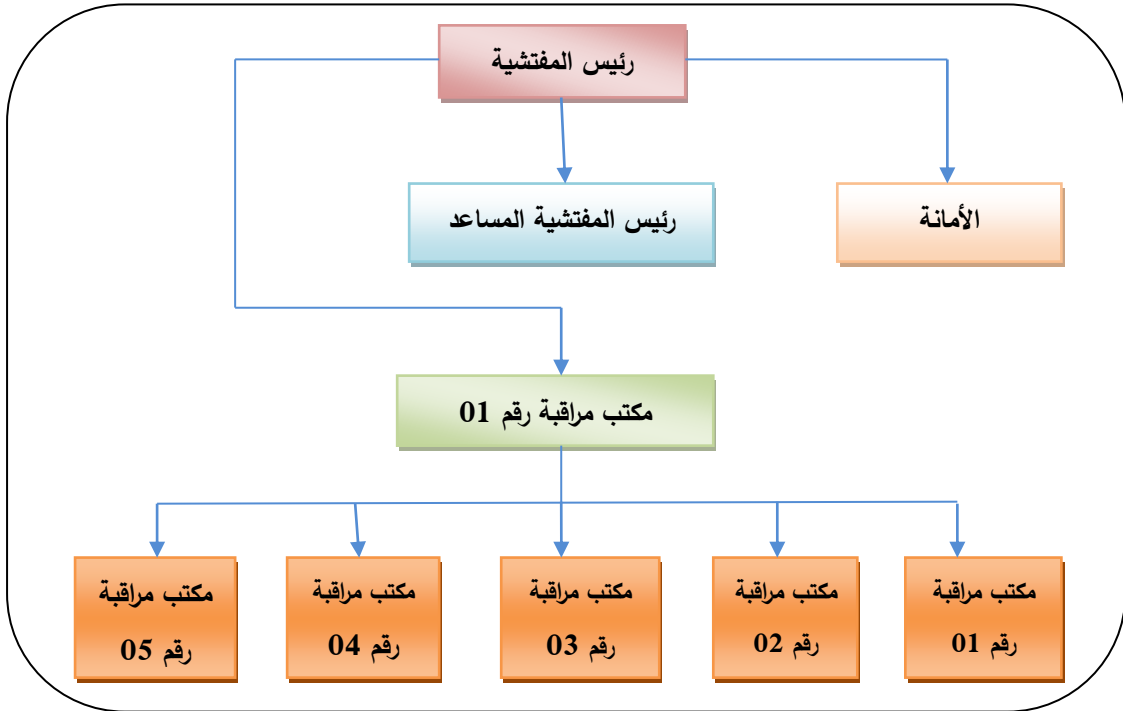 رئيس المفتشية
الأمانة
رئيس المفتشية المساعد
مكتب مراقبة رقم 01
مكتب مراقبة
رقم 01
مكتب مراقبة
رقم 02
مكتب مراقبة
رقم 03
مكتب مراقبة
رقم 04
مكتب مراقبة
رقم 05